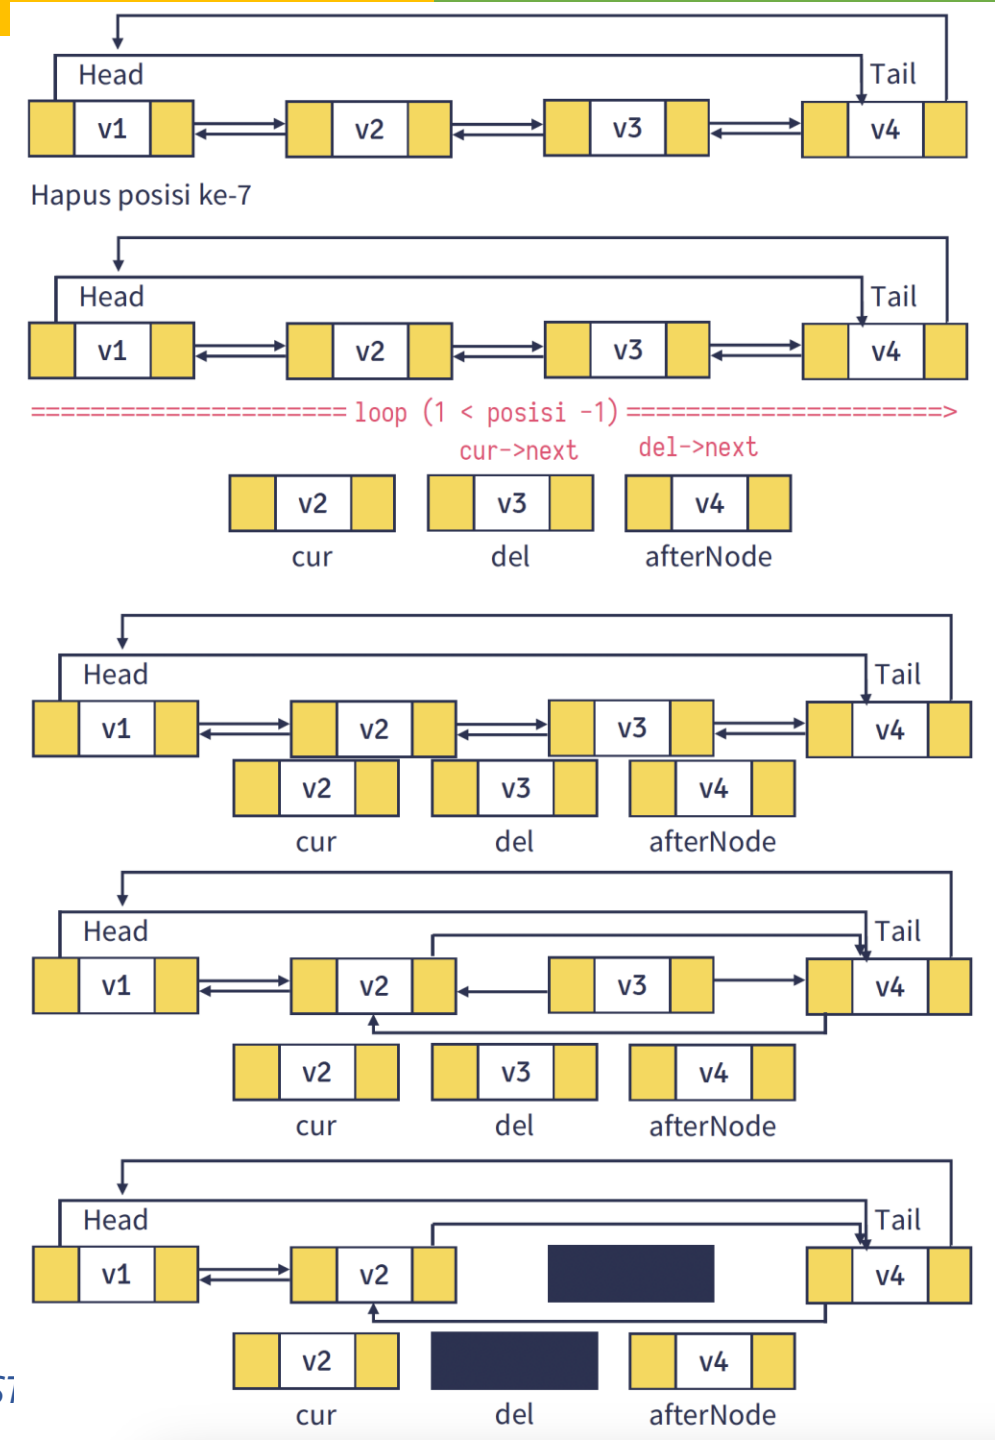 Head Tail
v1 v2 v3 v4
Hapus posisi ke-7
Head Tail
v1 v2 v3 v4
===================== loop (1 < posisi -1) =====================>
cur->next del->next
v2 v3 v4
cur del afterNode
Head Tail
v1 v2 v3 v4
v2 v3 v4
cur del afterNode
Head Tail
v1 v2 v3 v4
v2 v3 v4
cur del afterNode
Head Tail
v1 v2 v4
v2 v4
cur del afterNode